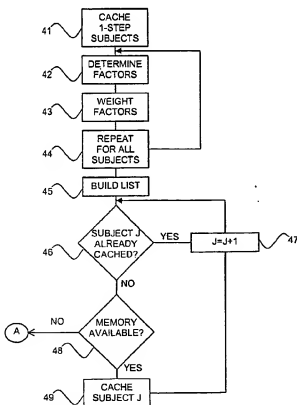 41
CACHE
1-STEP
SUBJECTS
42
DETERMINE
FACTORS
43
WEIGHT
FACTORS
44
REPEAT
FOR ALL
SUBJECTS
45
BUILD LIST
46
SUBJECT J
ALREADY
CACHED?
YES
J=J+1
47
NO
A
NO
MEMORY
AVAILABLE?
48
YES
49
CACHE
SUBJECT J